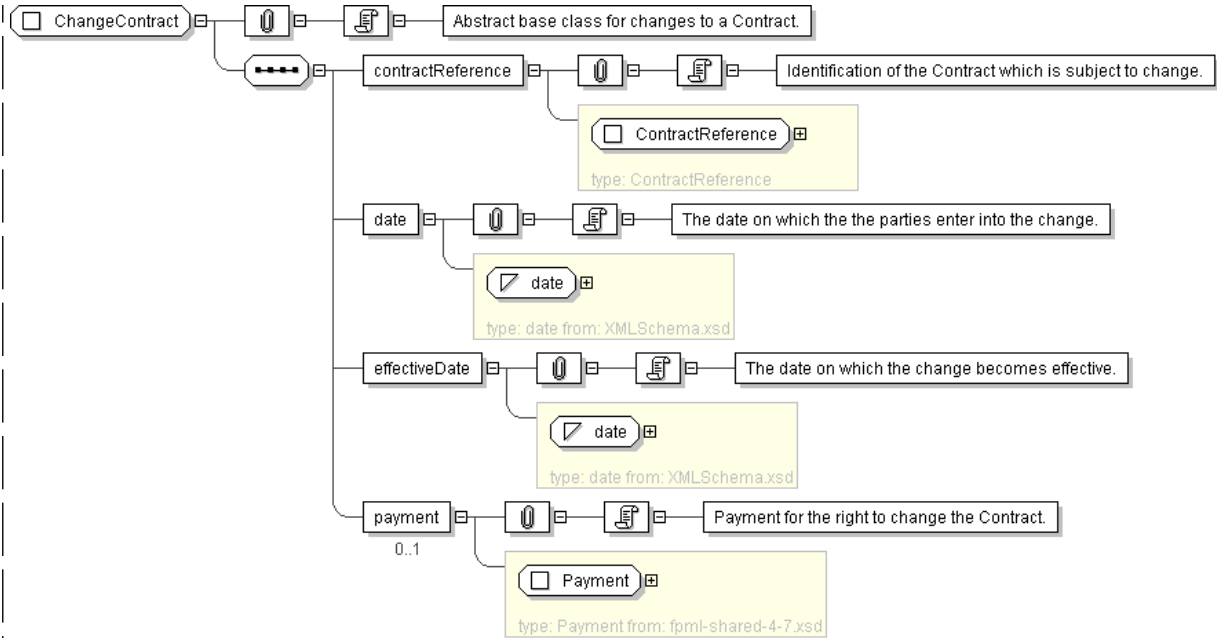 ChangeContract
Abstract base class for changes to a Contract.
contractReference
Identification of the Contract which is subject to change.
ContractReference
type: ContractReference
date
The date on which the the parties enter into the change.
date
type: date from: XMLSchema.xsd
effectiveDate
The date on which the change becomes effective.
date
type: date from: XMLSchema.xsd
payment
Payment for the right to change the Contract.
0..1
Payment
type: Payment from: fpml-shared-4-7.xsd